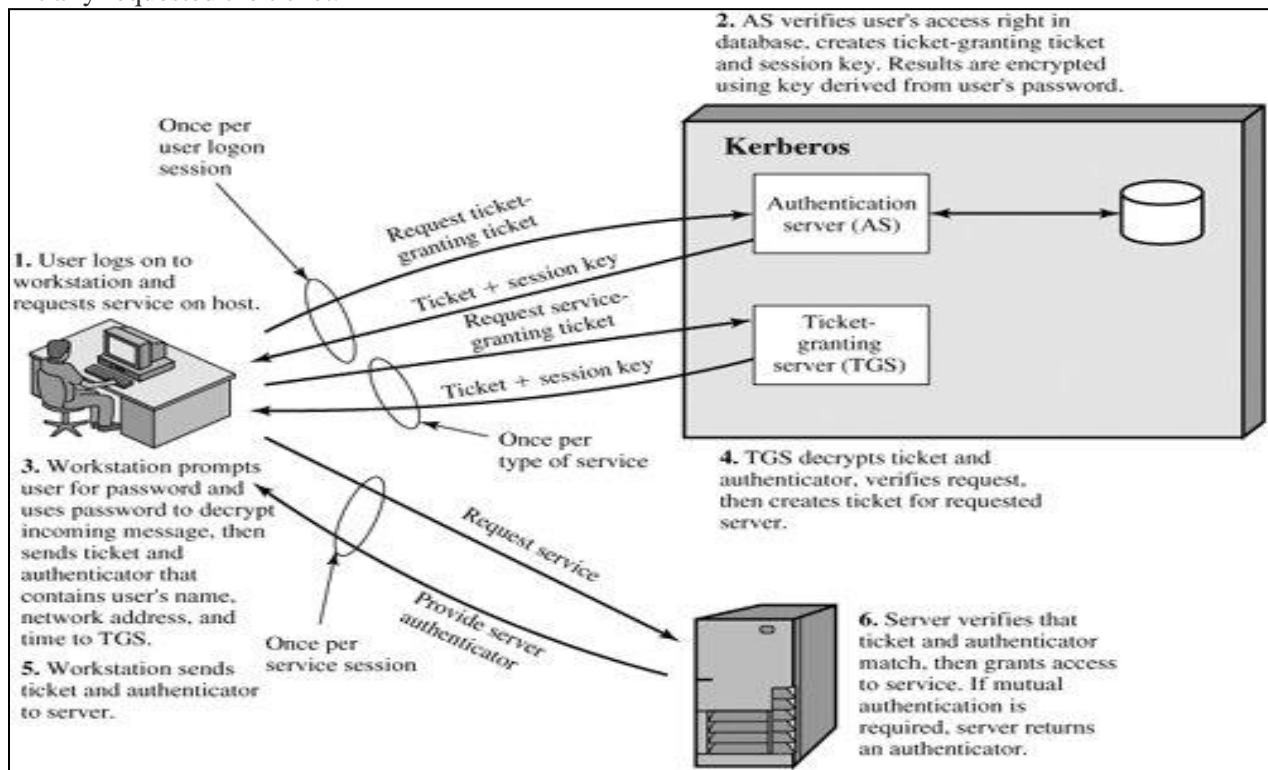 2. AS verifies user's access right in
database, creates ticket-granting ticket
and session key. Results are encrypted
using key derived from user's password.
Once per
user logon
session
Kerberos
Request ticket-
granting ticket
Authentication
server (AS)
1. User logs on to
workstation and
requests service on host.
Ticket + session key
Request service-
granting ticket
Ticket-
granting
server (TGS)
Ticket + session key
Once per
type of service
3. Workstation prompts
user for password and
uses password to decrypt
incoming message, then
sends ticket and
authenticator that
contains user's name,
network address, and
time to TGS.
4. TGS decrypts ticket and
authenticator, verifies request,
then creates ticket for requested
server.
Request service
Provide server
authenticator
Once per
service session
5. Workstation sends
ticket and authenticator
to server.
6. Server verifies that
ticket and authenticator
match, then grants access
to service. If mutual
authentication is
required, server returns
an authenticator.